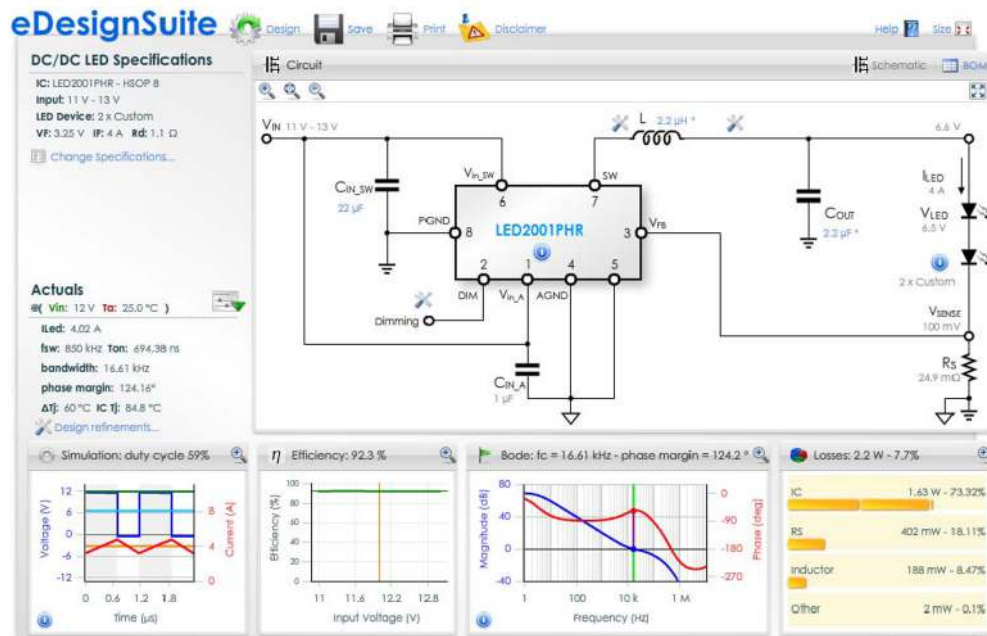 eDesignSuite
Design Save Print Disclaimer Help Size
DC/DC LED Specifications
IC: LED2001PHR - HSOP 8
Input: 11 V - 13 V
LED Device: 2 x Custom
VF: 3.25 V IF: 4 A Rd: 1.1 Ω
Change Specifications...
Actuals
@( Vin: 12 V Ta: 25.0 °C )
ILed: 4.02 A
fsw: 850 kHz Ton: 694.38 ns
bandwidth: 16.61 kHz
phase margin: 124.16°
ΔTj: 60 °C IC Tj: 84.8 °C
Design refinements...
Circuit Schematic BOM
VIN 11 V - 13 V
L 2.2 µH *
6.6 V
Vin_SW
SW
6
7
CIN_SW
22 µF
PGND
8
LED2001PHR
3
VFB
COUT
2.2 µF *
ILED
4 A
VLED
6.5 V
2 x Custom
2 1 4 5
DIM Vin_A AGND
Dimming
CIN_A
1 µF
VSENSE
100 mV
RS
24.9 mΩ
Simulation: duty cycle 59%
Voltage (V)
12
6
0
-6
-12
8
4
0
Current (A)
0 0.6 1.2 1.8
Time (µs)
η Efficiency: 92.3 %
Efficiency (%)
100
80
60
40
20
0
11 11.6 12.2 12.8
Input Voltage (V)
Bode: fc = 16.61 kHz - phase margin = 124.2 °
Magnitude (dB)
80
40
0
-40
0
-90
-180
-270
Phase (deg)
1 100 10 k 1 M
Frequency (Hz)
Losses: 2.2 W - 7.7%
IC 1.63 W - 73.32%
RS 402 mW - 18.11%
Inductor 188 mW - 8.47%
Other 2 mW - 0.1%